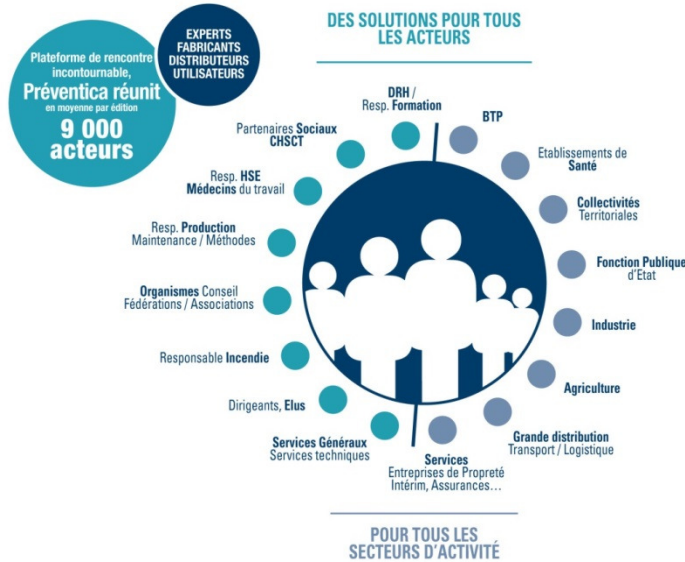 Plateforme de rencontre
incontournable,
Préventica réunit
en moyenne par édition
9 000
acteurs
EXPERTS
FABRICANTS
DISTRIBUTEURS
UTILISATEURS
DES SOLUTIONS POUR TOUS
LES ACTEURS
DRH /
Resp. Formation
Partenaires Sociaux
CHSCT
Resp. HSE
Médecins du travail
Resp. Production
Maintenance / Méthodes
Organismes Conseil
Fédérations / Associations
Responsable Incendie
Dirigeants, Elus
Services Généraux
Services techniques
BTP
Etablissements de
Santé
Collectivités
Territoriales
Fonction Publique
d'Etat
Industrie
Agriculture
Grande distribution
Transport / Logistique
Services
Entreprises de Propreté
Intérim, Assurances...
POUR TOUS LES
SECTEURS D'ACTIVITÉ